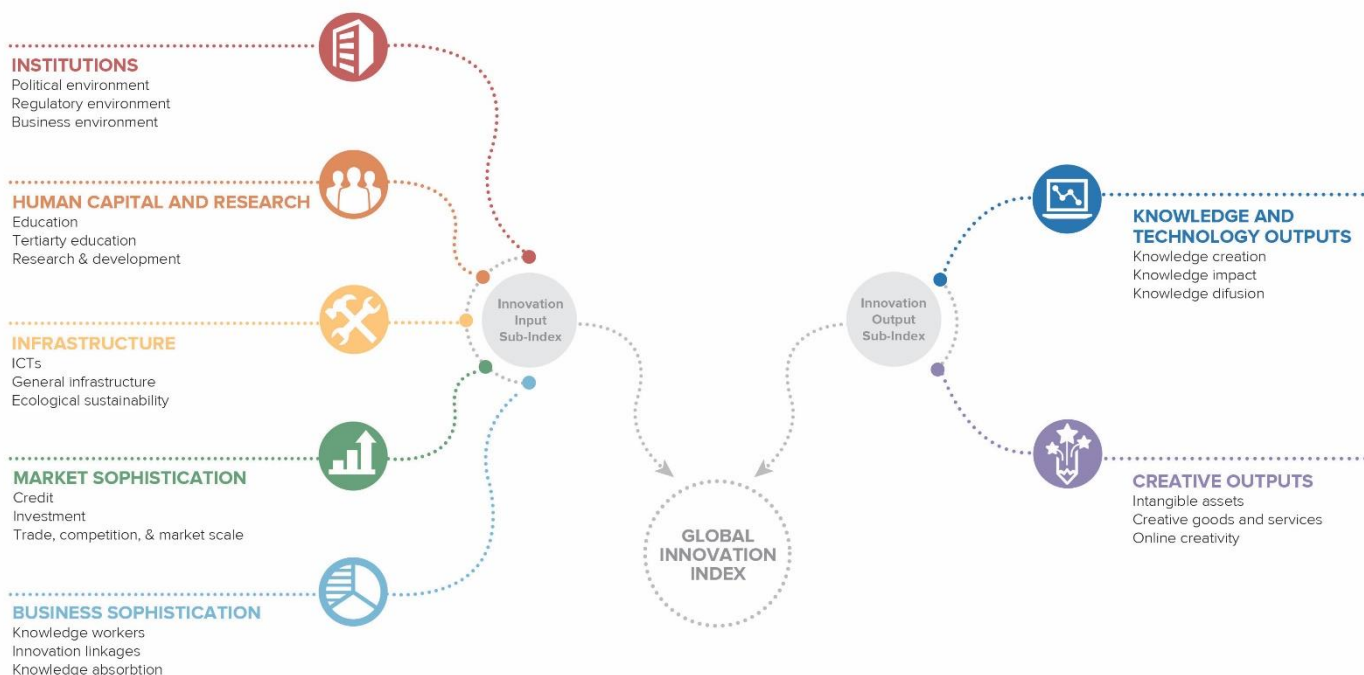 INSTITUTIONS
Political environment
Regulatory environment
Business environment
HUMAN CAPITAL AND RESEARCH
Education
Tertiarty education
Research & development
INFRASTRUCTURE
ICTs
General infrastructure
Ecological sustainability
MARKET SOPHISTICATION
Credit
Investment
Trade, competition, & market scale
BUSINESS SOPHISTICATION
Knowledge workers
Innovation linkages
Knowledge absorbtion
Innovation
Input
Sub-Index
GLOBAL
INNOVATION
INDEX
Innovation
Output
Sub-Index
KNOWLEDGE AND
TECHNOLOGY OUTPUTS
Knowledge creation
Knowledge impact
Knowledge difusion
CREATIVE OUTPUTS
Intangible assets
Creative goods and services
Online creativity